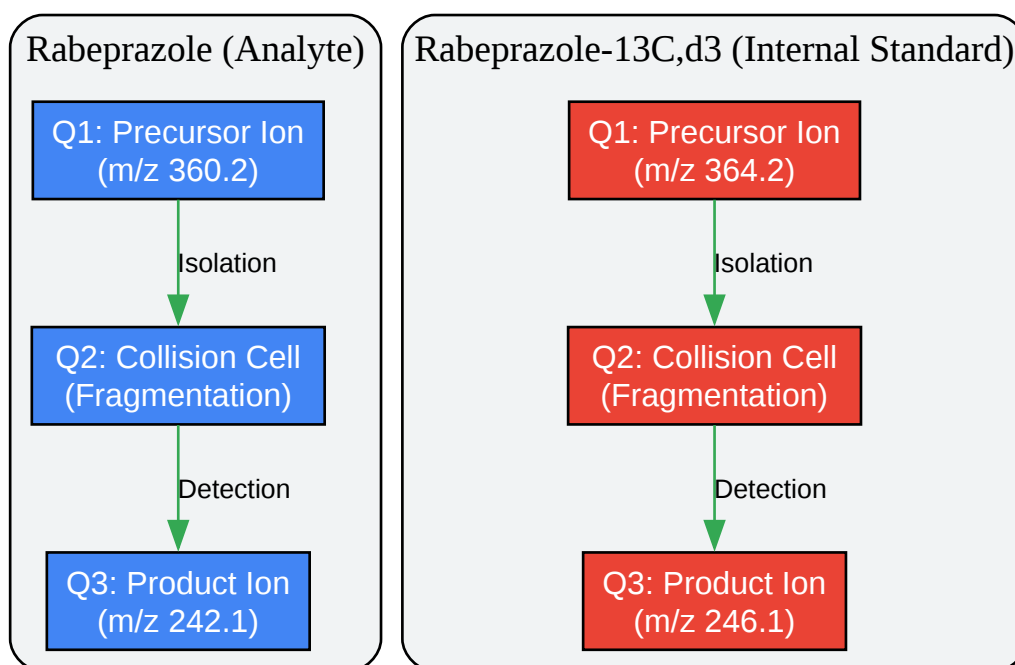 Rabeprazole (Analyte)
Q1: Precursor Ion
(m/z 360.2)
Isolation
Q2: Collision Cell
(Fragmentation)
Detection
Q3: Product Ion
(m/z 242.1)
Rabeprazole-13C,d3 (Internal Standard)
Q1: Precursor Ion
(m/z 364.2)
Isolation
Q2: Collision Cell
(Fragmentation)
Detection
Q3: Product Ion
(m/z 246.1)